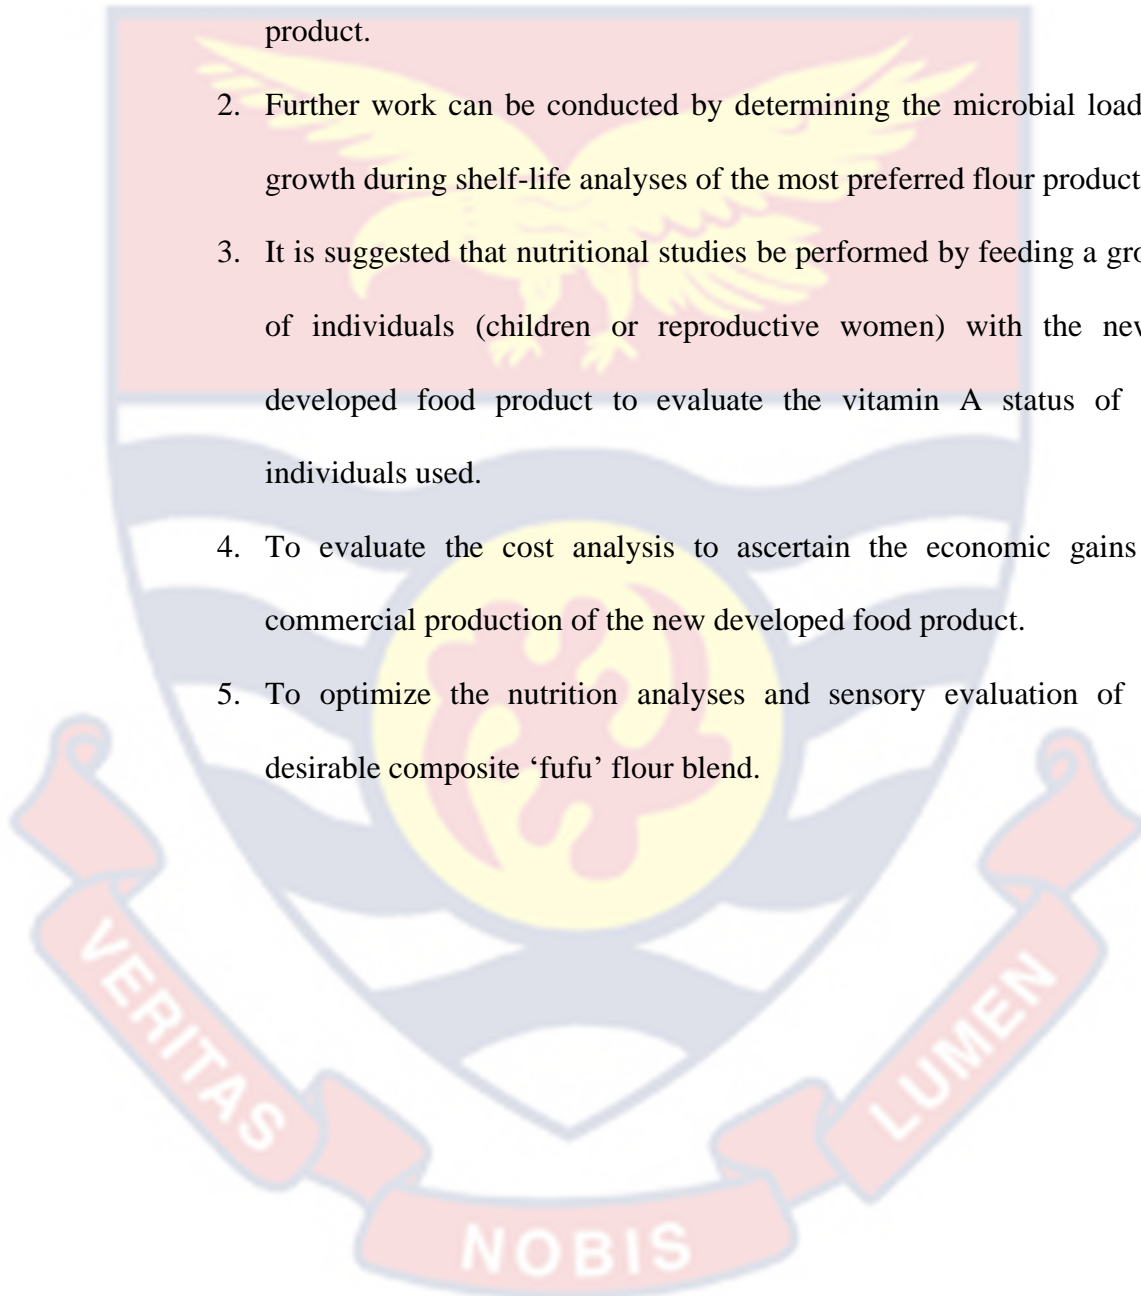 product.
2. Further work can be conducted by determining the microbial load
growth during shelf-life analyses of the most preferred flour product
3. It is suggested that nutritional studies be performed by feeding a
of individuals (children or reproductive women) with the
developed food product to evaluate the vitamin A status of
individuals used.
4. To evaluate the cost analysis to ascertain the economic gains
commercial production of the new developed food product.
5. To optimize the nutrition analyses and sensory evaluation of
desirable composite ‘fufu’ flour blend.
VERITAS
NOBIS
LUMEN